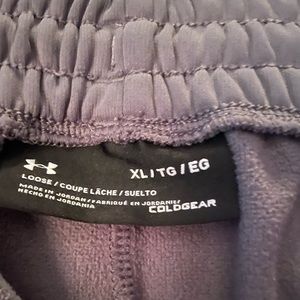 XL / TG / EG
LOOSE / COUPE LÂCHE / SUELTO
MADE IN JORDAN / FABRIQUÉ EN JORDANIE /
HECHO EN JORDANIA
COLDGEAR